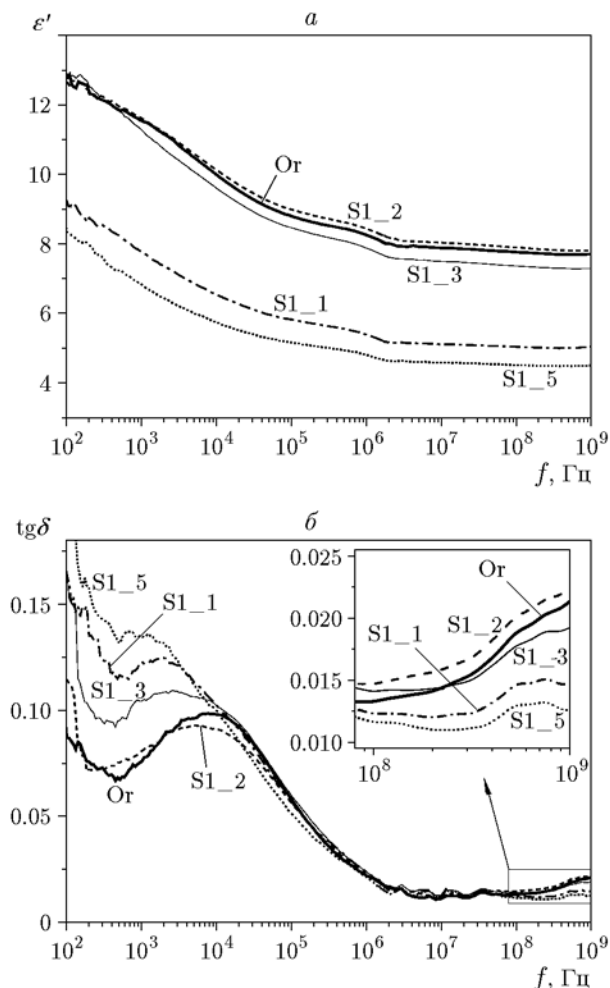 а
ε′
12
10
8
6
4
Or
S1_2
S1_3
S1_1
S1_5
10² 10³ 10⁴ 10⁵ 10⁶ 10⁷ 10⁸ 10⁹
f, Гц
б
tgδ
0.15
0.10
0.05
0
S1_5
S1_1
S1_3
Or
S1_2
0.025
0.020
0.015
0.010
Or
S1_2
S1_1
S1_3
S1_5
10⁸ 10⁹
10² 10³ 10⁴ 10⁵ 10⁶ 10⁷ 10⁸ 10⁹
f, Гц